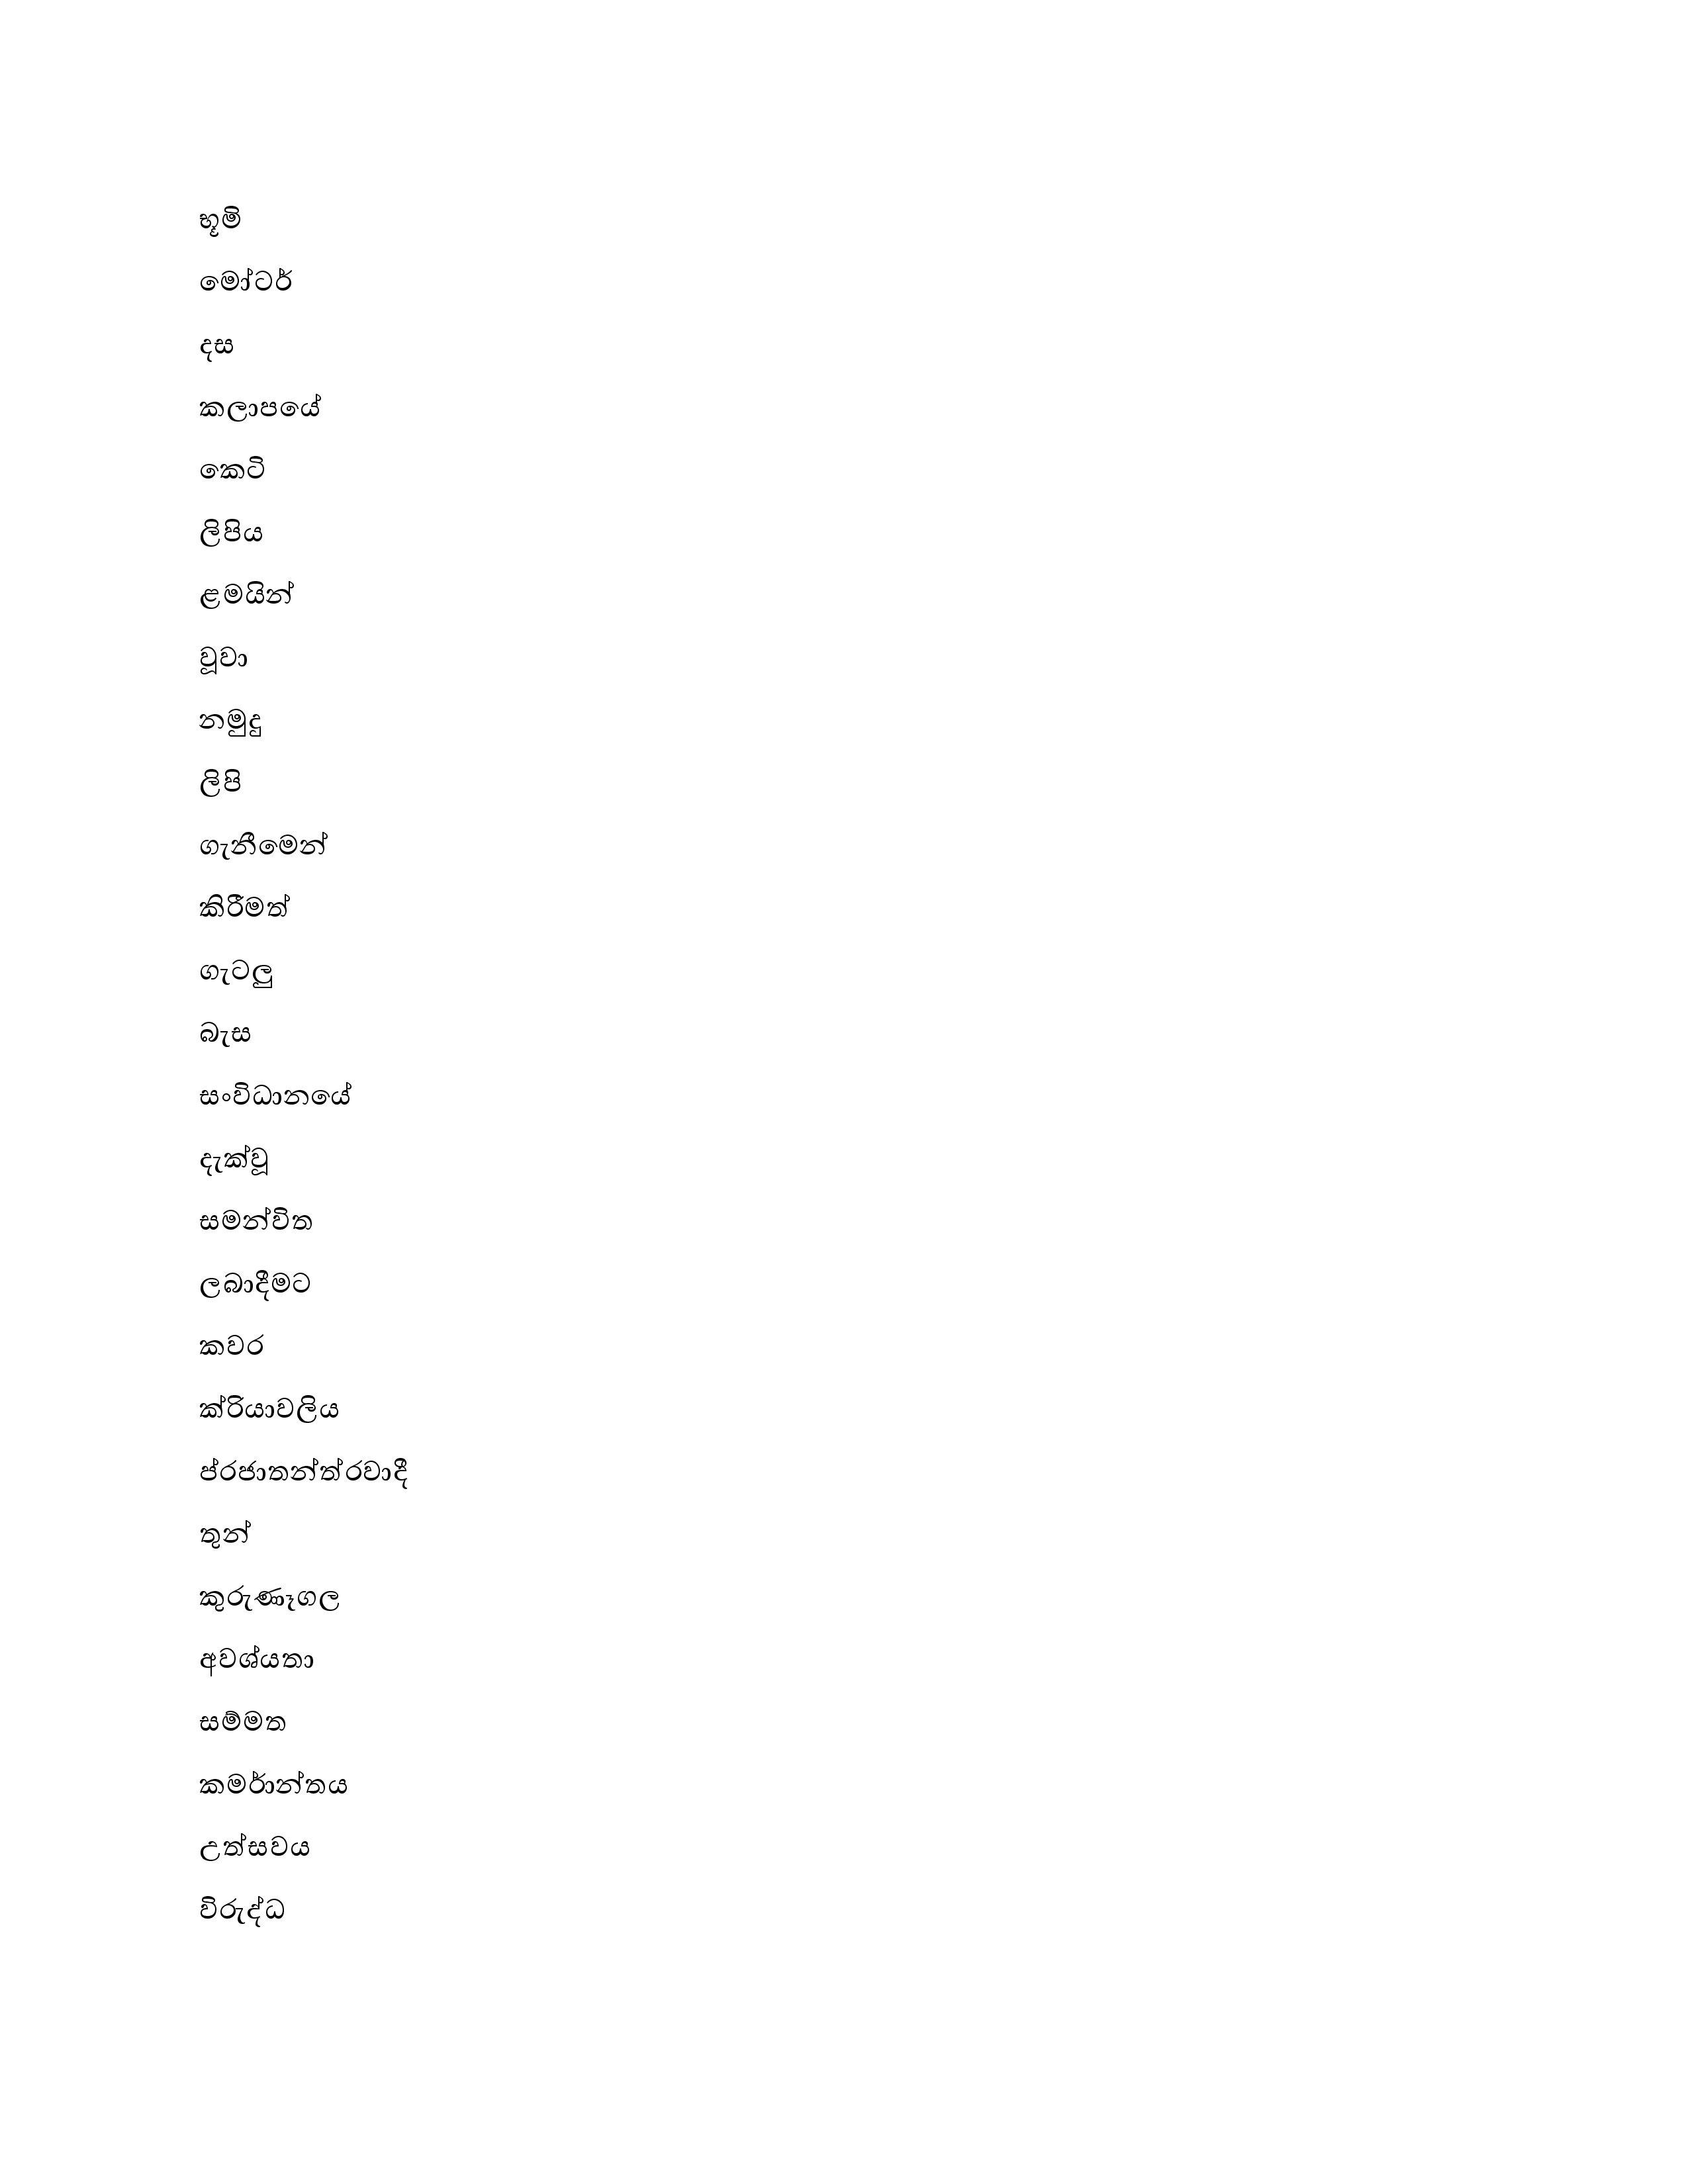 භූමි
මෝටර්
දස
කලාපයේ
කෙටි
ලිපිය
ළමයින්
වූවා
නමුදු
ලිපි
ගැනීමෙන්
කිරීමත්
ගැටලු
බැස
සංවිධානයේ
දැක්වූ
සමන්විත
ලබාදීමට
කවර
ක්රියාවලිය
ප්රජාතන්ත්රවාදී
තුන්
කුරුණෑගල
අවශ්යතා
සම්මත
කර්මාන්තය
උත්සවය
විරුද්ධ